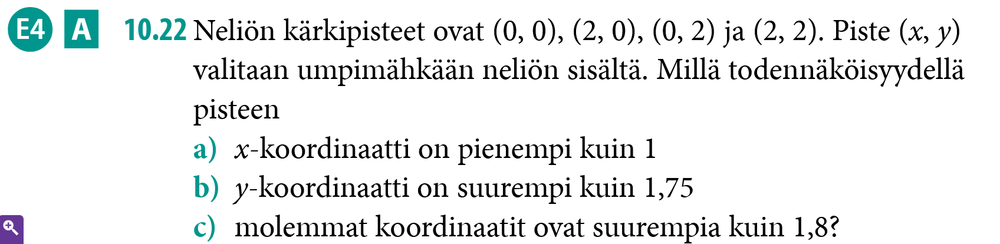 E4 A 10.22 Neliön kärkipisteet ovat (0, 0), (2, 0), (0, 2) ja (2, 2). Piste (x, y)
valitaan umpimähkään neliön sisältä. Millä todennäköisyydellä
pisteen
a) x-koordinaatti on pienempi kuin 1
b) y-koordinaatti on suurempi kuin 1,75
c) molemmat koordinaatit ovat suurempia kuin 1,8?